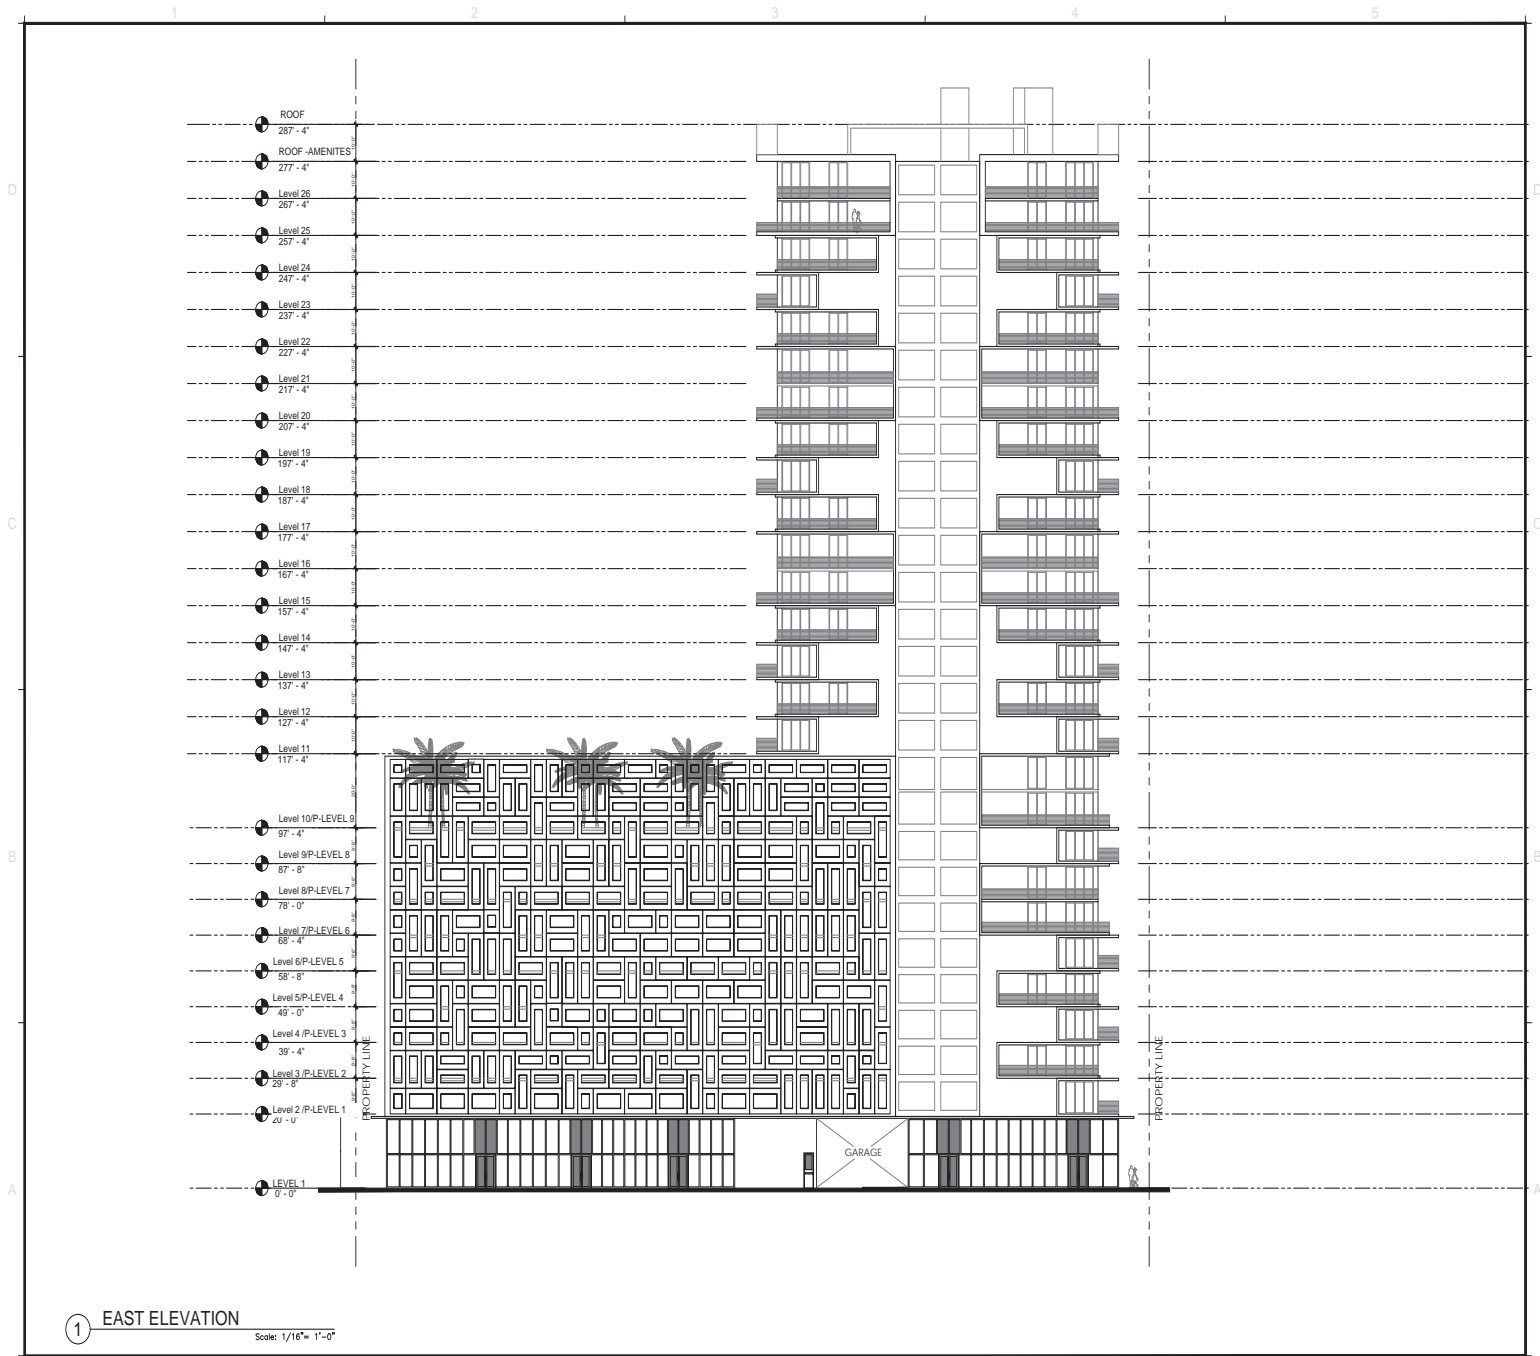 1 2 3 4 5
ROOF
287' - 4"
ROOF -AMENITES
277' - 4"
D D
Level 26
267' - 4"
Level 25
257' - 4"
Level 24
247' - 4"
Level 23
237' - 4"
Level 22
227' - 4"
Level 21
217' - 4"
Level 20
207' - 4"
Level 19
197' - 4"
Level 18
187' - 4"
C C
Level 17
177' - 4"
Level 16
167' - 4"
Level 15
157' - 4"
Level 14
147' - 4"
Level 13
137' - 4"
Level 12
127' - 4"
Level 11
117' - 4"
Level 10/P-LEVEL 9
97' - 4"
B B
Level 9/P-LEVEL 8
87' - 8"
Level 8/P-LEVEL 7
78' - 0"
Level 7/P-LEVEL 6
68' - 4"
Level 6/P-LEVEL 5
58' - 8"
Level 5/P-LEVEL 4
49' - 0"
Level 4 /P-LEVEL 3
39' - 4"
Level 3 /P-LEVEL 2
29' - 8"
PROPERTY LINE
PROPERTY LINE
Level 2 /P-LEVEL 1
20' - 0"
GARAGE
A A
LEVEL 1
0' - 0"
1 EAST ELEVATION
Scale: 1/16"= 1'-0"